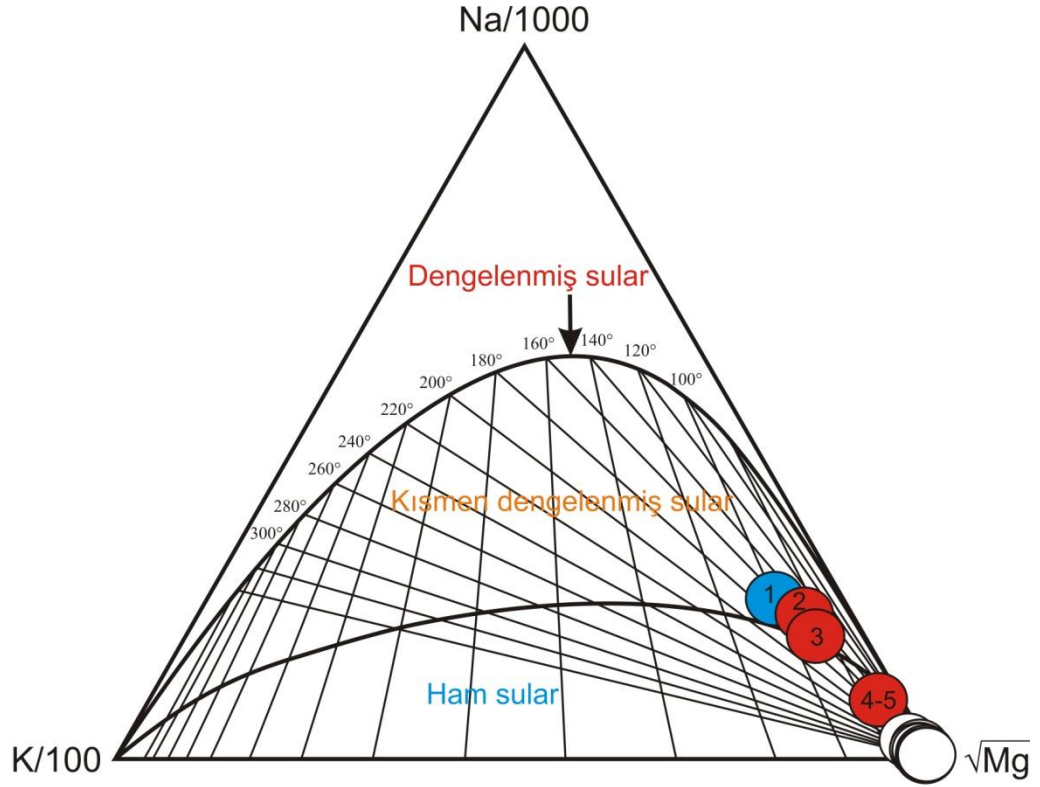 Na/1000
Dengelenmiş sular
160° 140°
180° 120°
200° 100°
220°
240°
260°
280°
300°
Kısmen dengelenmiş sular
1
2
3
Ham sular
4-5
K/100
√Mg